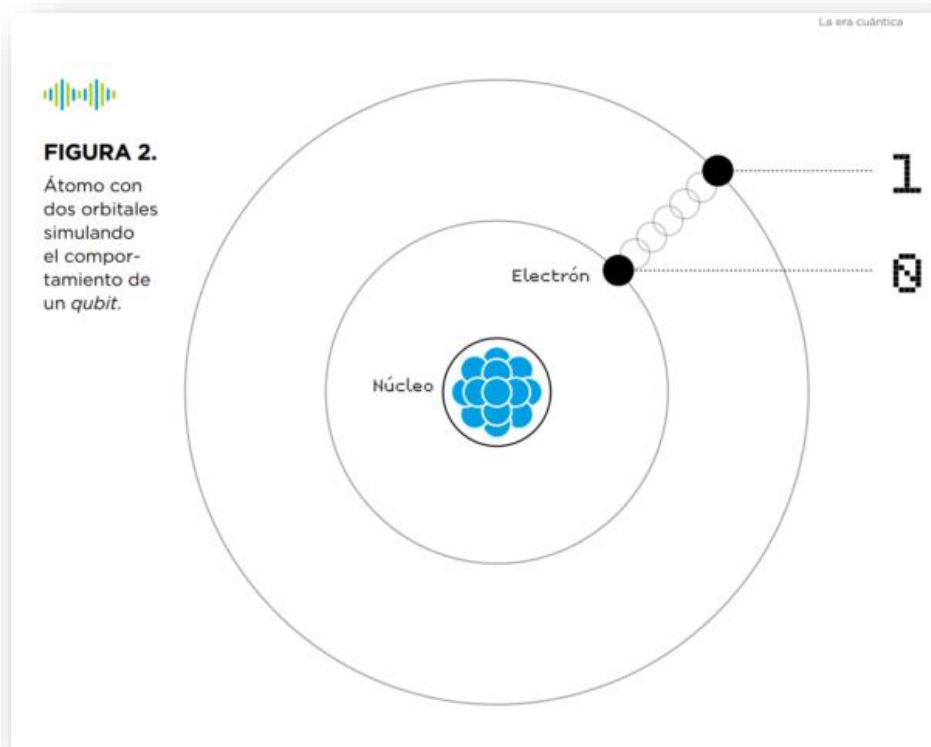 La era cuántica
FIGURA 2.
Átomo con
dos orbitales
simulando
el compor-
tamiento de
un qubit.
1
Electrón
0
Núcleo